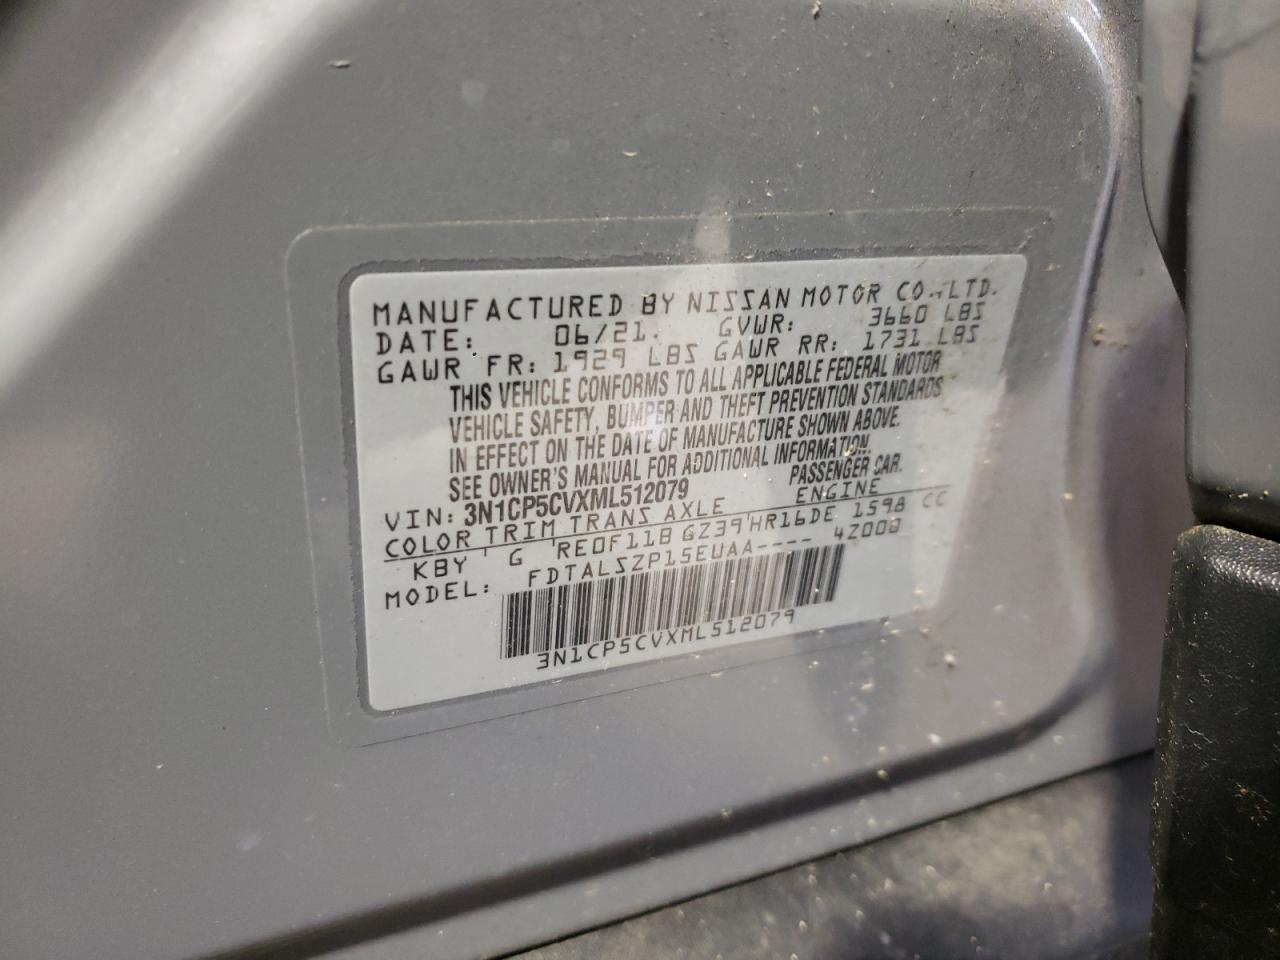 MANUFACTURED BY NISSAN MOTOR CO.,LTD.
DATE: 06/21. GVWR: 3660 LBS
GAWR FR: 1929 LBS GAWR RR: 1731 LBS
THIS VEHICLE CONFORMS TO ALL APPLICABLE FEDERAL MOTOR
VEHICLE SAFETY, BUMPER AND THEFT PREVENTION STANDARDS
IN EFFECT ON THE DATE OF MANUFACTURE SHOWN ABOVE.
SEE OWNER'S MANUAL FOR ADDITIONAL INFORMATION.
VIN: 3N1CP5CVXML512079 PASSENGER CAR.
COLOR TRIM TRANS AXLE ENGINE
KBY G RE0F11B GZ39 HR16DE 1598 CC
MODEL: FDTALSZP15EUAA---- 4Z000
3N1CP5CVXML512079